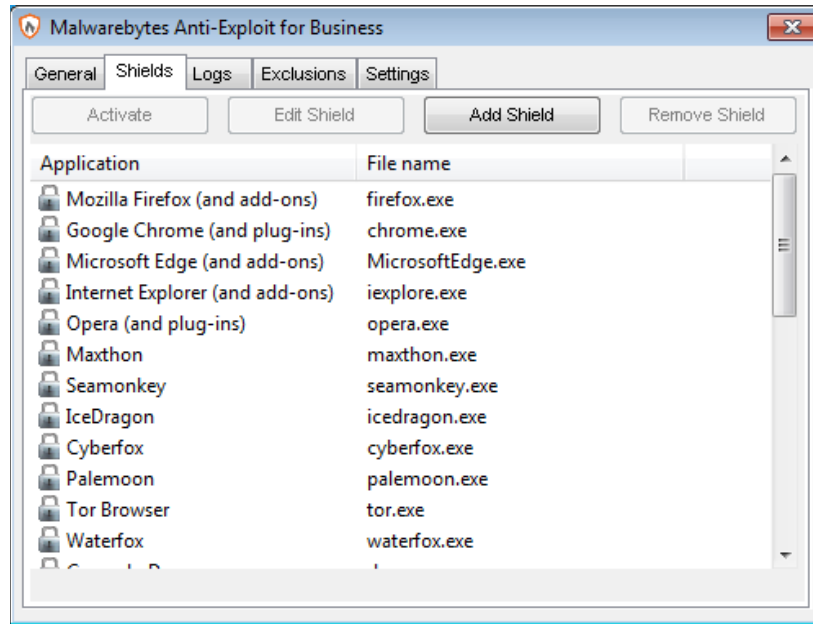 Malwarebytes Anti-Exploit for Business
General Shields Logs Exclusions Settings
Activate Edit Shield Add Shield Remove Shield
Application File name
Mozilla Firefox (and add-ons) firefox.exe
Google Chrome (and plug-ins) chrome.exe
Microsoft Edge (and add-ons) MicrosoftEdge.exe
Internet Explorer (and add-ons) iexplore.exe
Opera (and plug-ins) opera.exe
Maxthon maxthon.exe
Seamonkey seamonkey.exe
IceDragon icedragon.exe
Cyberfox cyberfox.exe
Palemoon palemoon.exe
Tor Browser tor.exe
Waterfox waterfox.exe